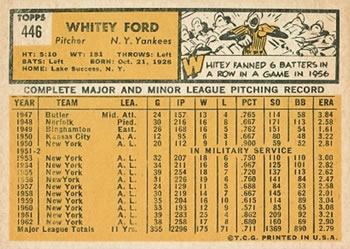 TOPPS
446
WHITEY FORD
Pitcher N.Y. Yankees
HT: 5:10 WT: 181 THROWS: Left
BATS: Left BORN: Oct. 21, 1928
HOME: Lake Success, N.Y.
WHITEY FANNED 6 BATTERS IN
A ROW IN A GAME IN 1956
COMPLETE MAJOR AND MINOR LEAGUE PITCHING RECORD
YEAR TEAM LEA. G IP W L PCT SO BB ERA
1947 Butler Mid. Atl. 24 157 13 4 .765 114 58 3.84
1948 Norfolk Pied. 30 216 16 8 .667 171 113 2.58
1949 Binghamton East. 26 168 16 5 .762 151 54 1.61
1950 Kansas City A.A. 12 95 6 3 .667 80 48 3.22
1950 New York A.L. 20 112 9 1 .900 59 52 2.81
1951-2 IN MILITARY SERVICE
1953 New York A.L. 32 207 18 6 .750 110 110 3.00
1954 New York A.L. 34 211 16 8 .667 125 101 2.82
1955 New York A.L. 39 254 18 7 .720 137 113 2.62
1956 New York A.L. 31 226 19 6 .760 141 84 2.47
1957 New York A.L. 24 129 11 5 .688 84 53 2.58
1958 New York A.L. 30 219 14 7 .667 145 62 2.01
1959 New York A.L. 35 204 16 10 .615 114 89 3.04
1960 New York A.L. 33 193 12 9 .571 85 65 3.08
1961 New York A.L. 39 283 25 4 .862 209 92 3.21
1962 New York A.L. 38 258 17 8 .680 160 69 2.90
Major League Totals 11 Yrs. 355 2296 175 71 .711 890 2.79
© T.C.G. PRINTED IN U.S.A.